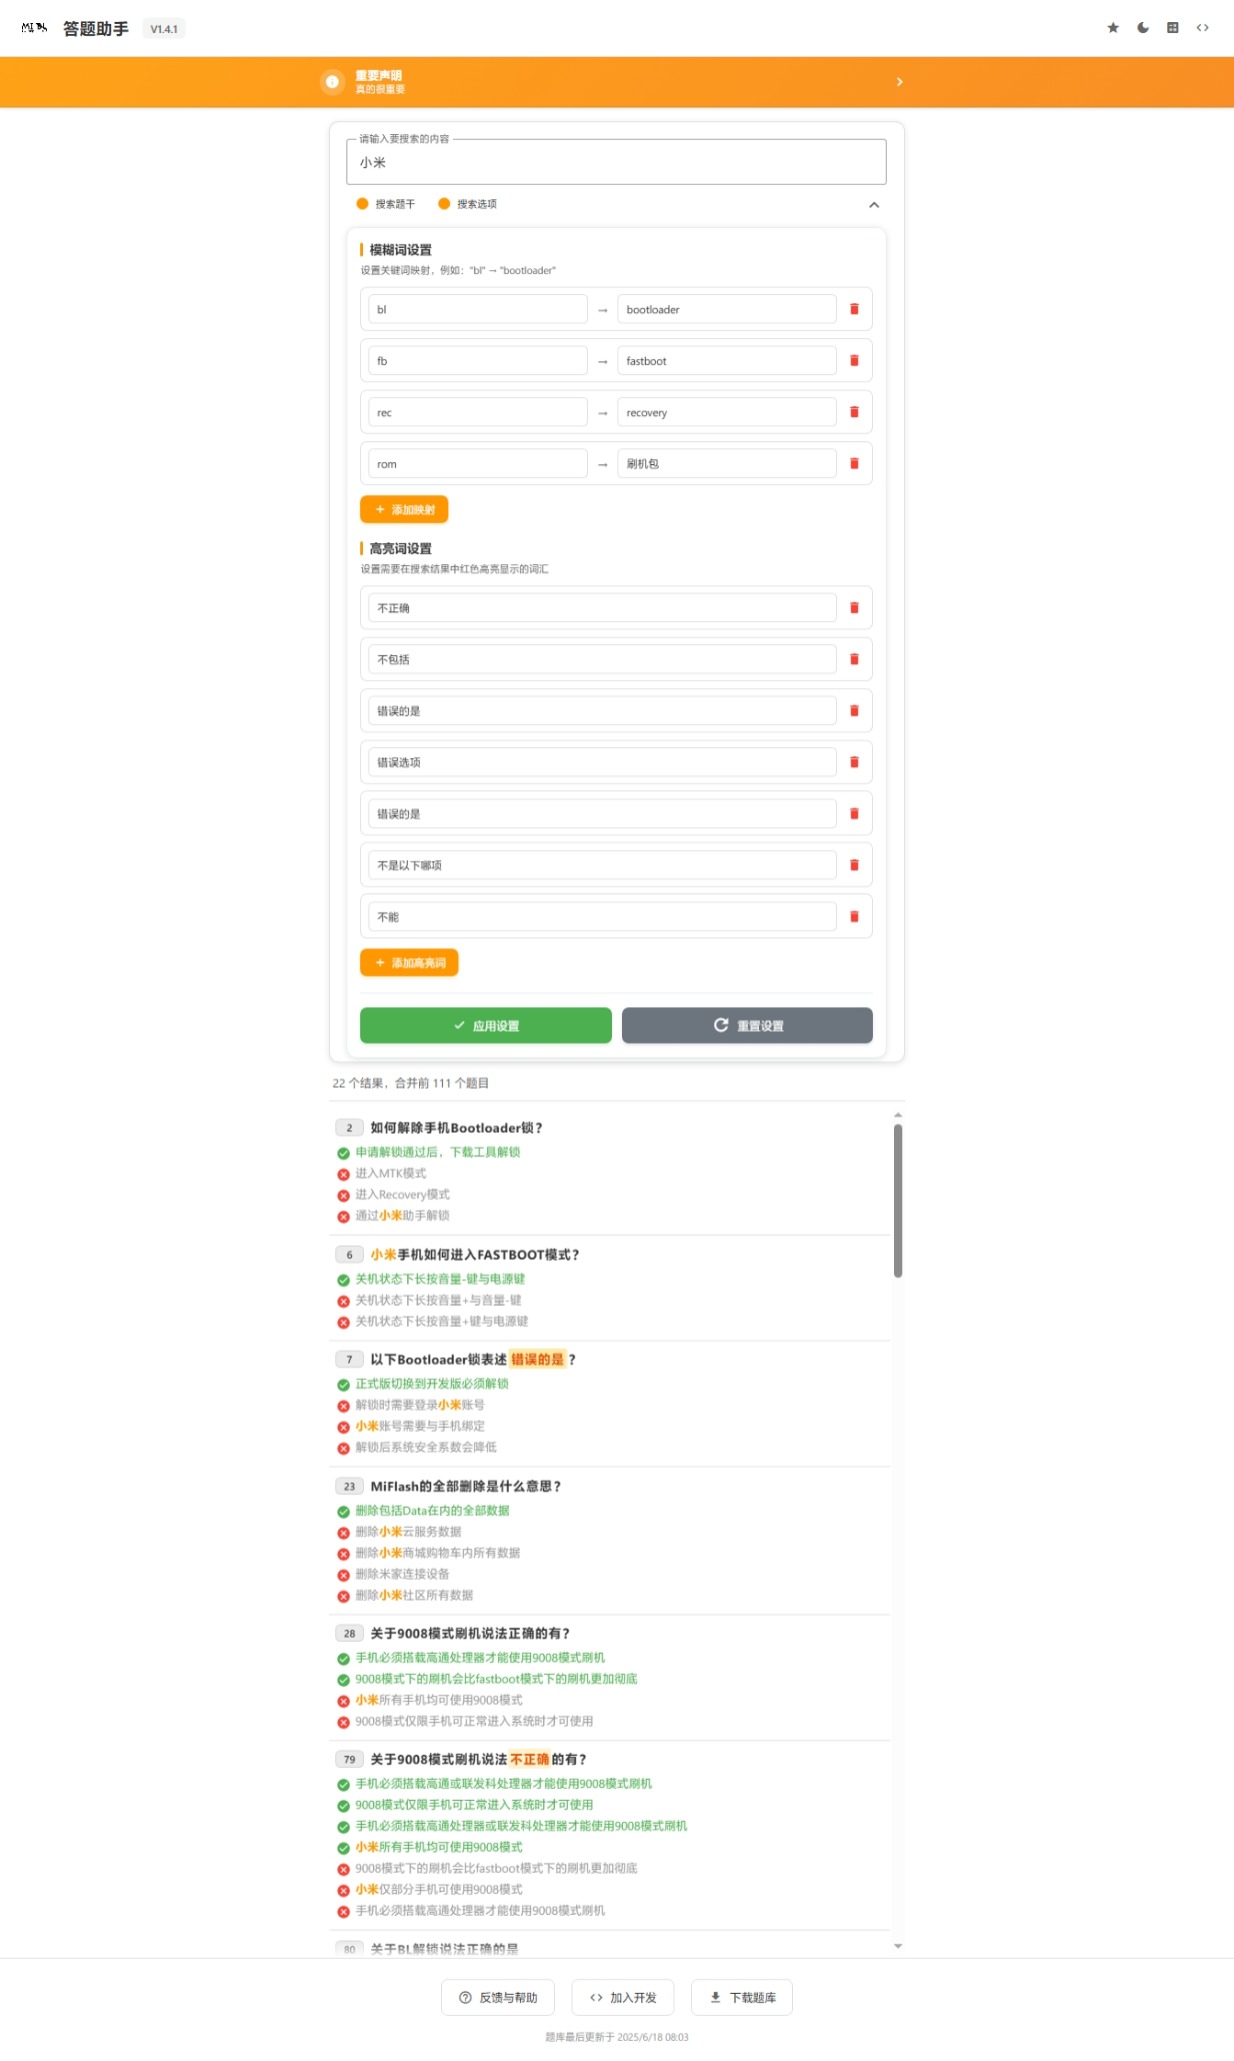 答题助手 V1.4.1
重要声明
真的很重要
请输入要搜索的内容
小米
搜索题干 搜索选项
模糊词设置
设置关键词映射，例如："bl" → "bootloader"
bl → bootloader
fb → fastboot
rec → recovery
rom → 刷机包
+ 添加映射
高亮词设置
设置需要在搜索结果中红色高亮显示的词汇
不正确
不包括
错误的是
错误选项
错误的是
不是以下哪项
不能
+ 添加高亮词
应用设置 重置设置
22 个结果，合并前 111 个题目
2 如何解除手机Bootloader锁？
申请解锁通过后，下载工具解锁
进入MTK模式
进入Recovery模式
通过小米助手解锁
6 小米手机如何进入FASTBOOT模式？
关机状态下长按音量-键与电源键
关机状态下长按音量+与音量-键
关机状态下长按音量+键与电源键
7 以下Bootloader锁表述错误的是？
正式版切换到开发版必须解锁
解锁时需要登录小米账号
小米账号需要与手机绑定
解锁后系统安全系数会降低
23 MiFlash的全部删除是什么意思？
删除包括Data在内的全部数据
删除小米云服务数据
删除小米商城购物车内所有数据
删除米家连接设备
删除小米社区所有数据
28 关于9008模式刷机说法正确的有？
手机必须搭载高通处理器才能使用9008模式刷机
9008模式下的刷机会比fastboot模式下的刷机更加彻底
小米所有手机均可使用9008模式
9008模式仅限手机可正常进入系统时才可使用
79 关于9008模式刷机说法不正确的有？
手机必须搭载高通或联发科处理器才能使用9008模式刷机
9008模式仅限手机可正常进入系统时才可使用
手机必须搭载高通处理器或联发科处理器才能使用9008模式刷机
小米所有手机均可使用9008模式
9008模式下的刷机会比fastboot模式下的刷机更加彻底
小米仅部分手机可使用9008模式
手机必须搭载高通处理器才能使用9008模式刷机
80 关于BL解锁说法正确的是
反馈与帮助 加入开发 下载题库
题库最后更新于 2025/6/18 08:03